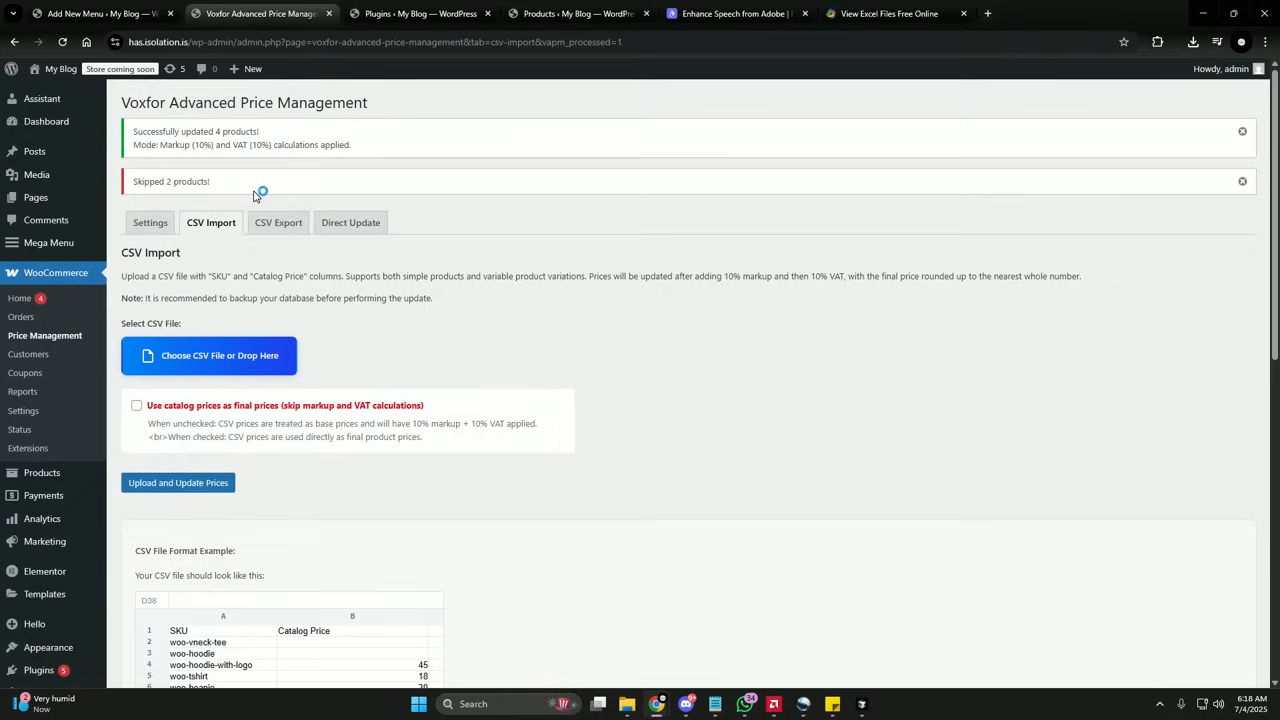 Add New Menu ‹ My Blog — Wor
Voxfor Advanced Price Manage
Plugins ‹ My Blog — WordPress
Products ‹ My Blog — WordPre
Enhance Speech from Adobe |
View Excel Files Free Online
has.isolation.is/wp-admin/admin.php?page=voxfor-advanced-price-management&tab=csv-import&vapm_processed=1
My Blog Store coming soon 5 0 New
Howdy, admin
Assistant
Dashboard
Posts
Media
Pages
Comments
Mega Menu
WooCommerce
Home 4
Orders
Price Management
Customers
Coupons
Reports
Settings
Status
Extensions
Products
Payments
Analytics
Marketing
Elementor
Templates
Hello
Appearance
Plugins 5
Voxfor Advanced Price Management
Successfully updated 4 products!
Mode: Markup (10%) and VAT (10%) calculations applied.
Skipped 2 products!
Settings CSV Import CSV Export Direct Update
CSV Import
Upload a CSV file with "SKU" and "Catalog Price" columns. Supports both simple products and variable product variations. Prices will be updated after adding 10% markup and then 10% VAT, with the final price rounded up to the nearest whole number.
Note: It is recommended to backup your database before performing the update.
Select CSV File:
Choose CSV File or Drop Here
Use catalog prices as final prices (skip markup and VAT calculations)
When unchecked: CSV prices are treated as base prices and will have 10% markup + 10% VAT applied.
<br>When checked: CSV prices are used directly as final product prices.
Upload and Update Prices
CSV File Format Example:
Your CSV file should look like this:
D38
A B
1 SKU Catalog Price
2 woo-vneck-tee
3 woo-hoodie
4 woo-hoodie-with-logo 45
5 woo-tshirt 18
6 woo-beanie 20
2
Very humid
Now
Search
9+
34
6:18 AM
7/4/2025